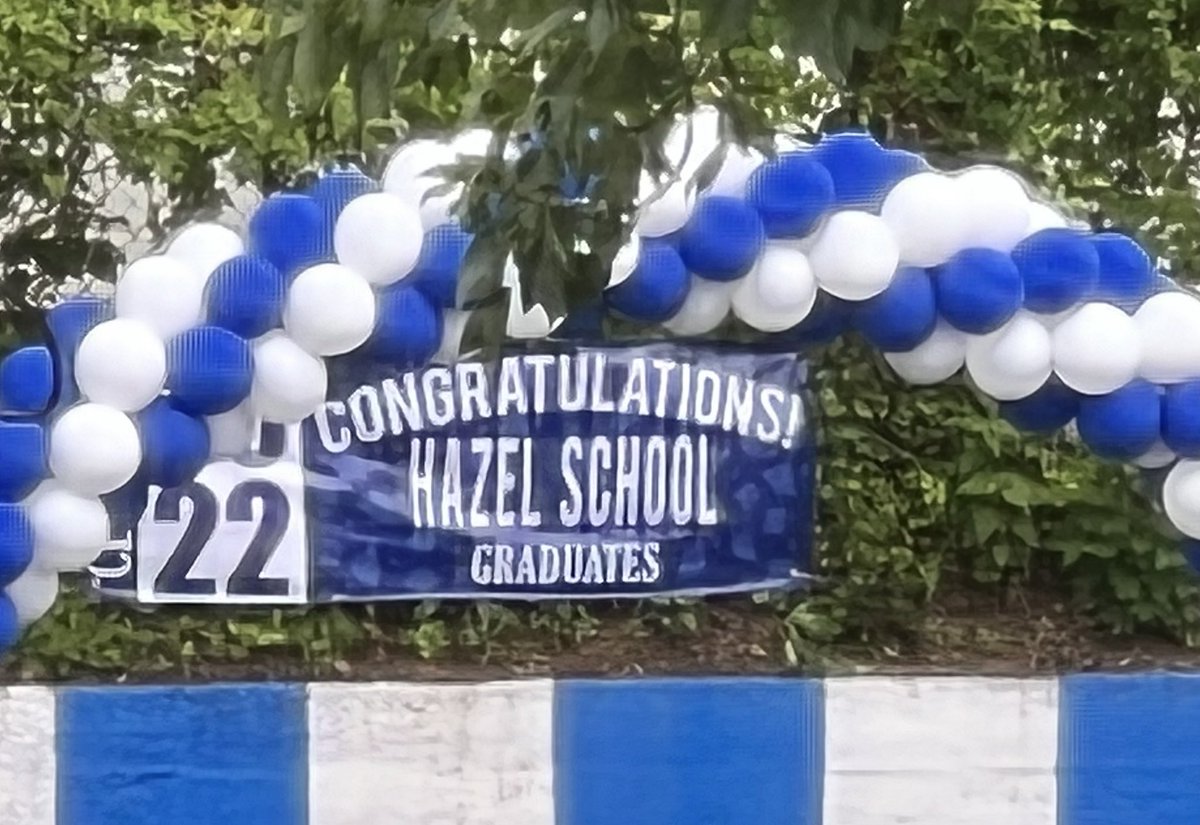 CONGRATULATIONS!
HAZEL SCHOOL
GRADUATES
22